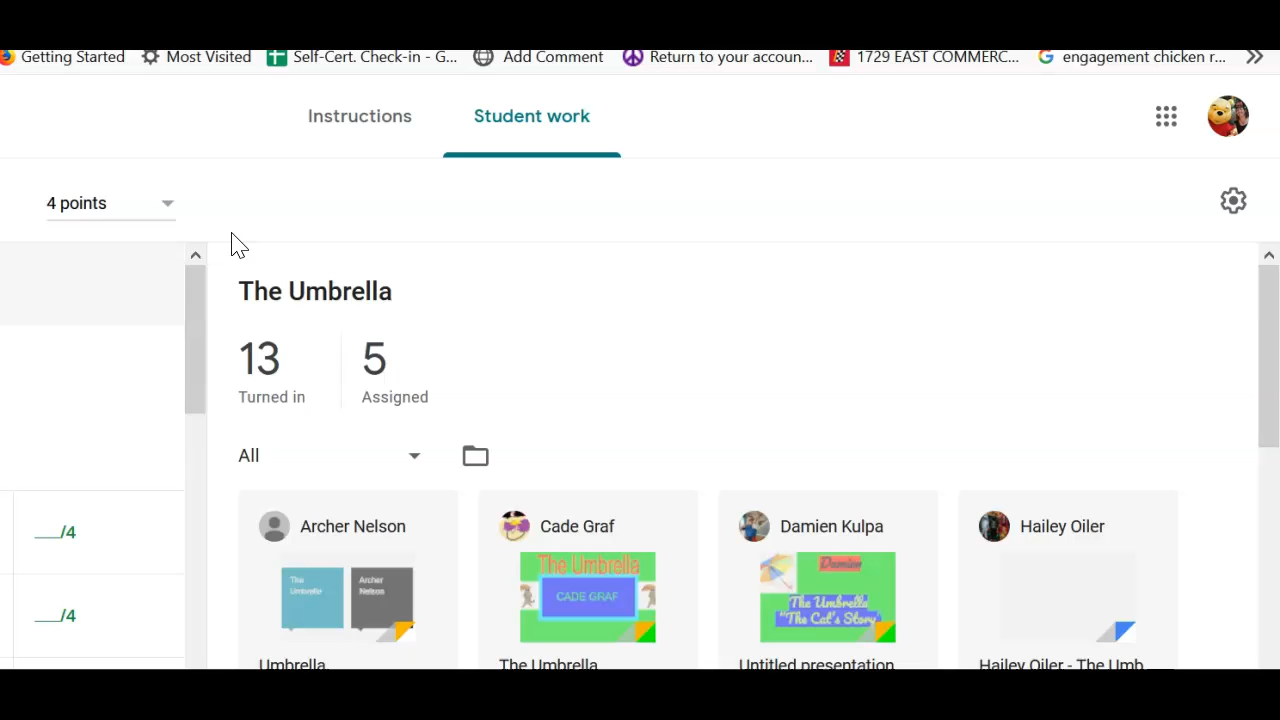 Getting Started Most Visited Self-Cert. Check-in - G... Add Comment Return to your accoun... 1729 EAST COMMERC... engagement chicken r...
Instructions Student work
4 points
The Umbrella
13 5
Turned in Assigned
All
Archer Nelson Cade Graf Damien Kulpa Hailey Oiler
___/4
The Umbrella Archer Nelson
The Umbrella
CADE GRAF
Damien
The Umbrella
"The Cat's Story"
___/4
Umbrella. The Umbrella Untitled presentation Hailey Oiler - The Umb